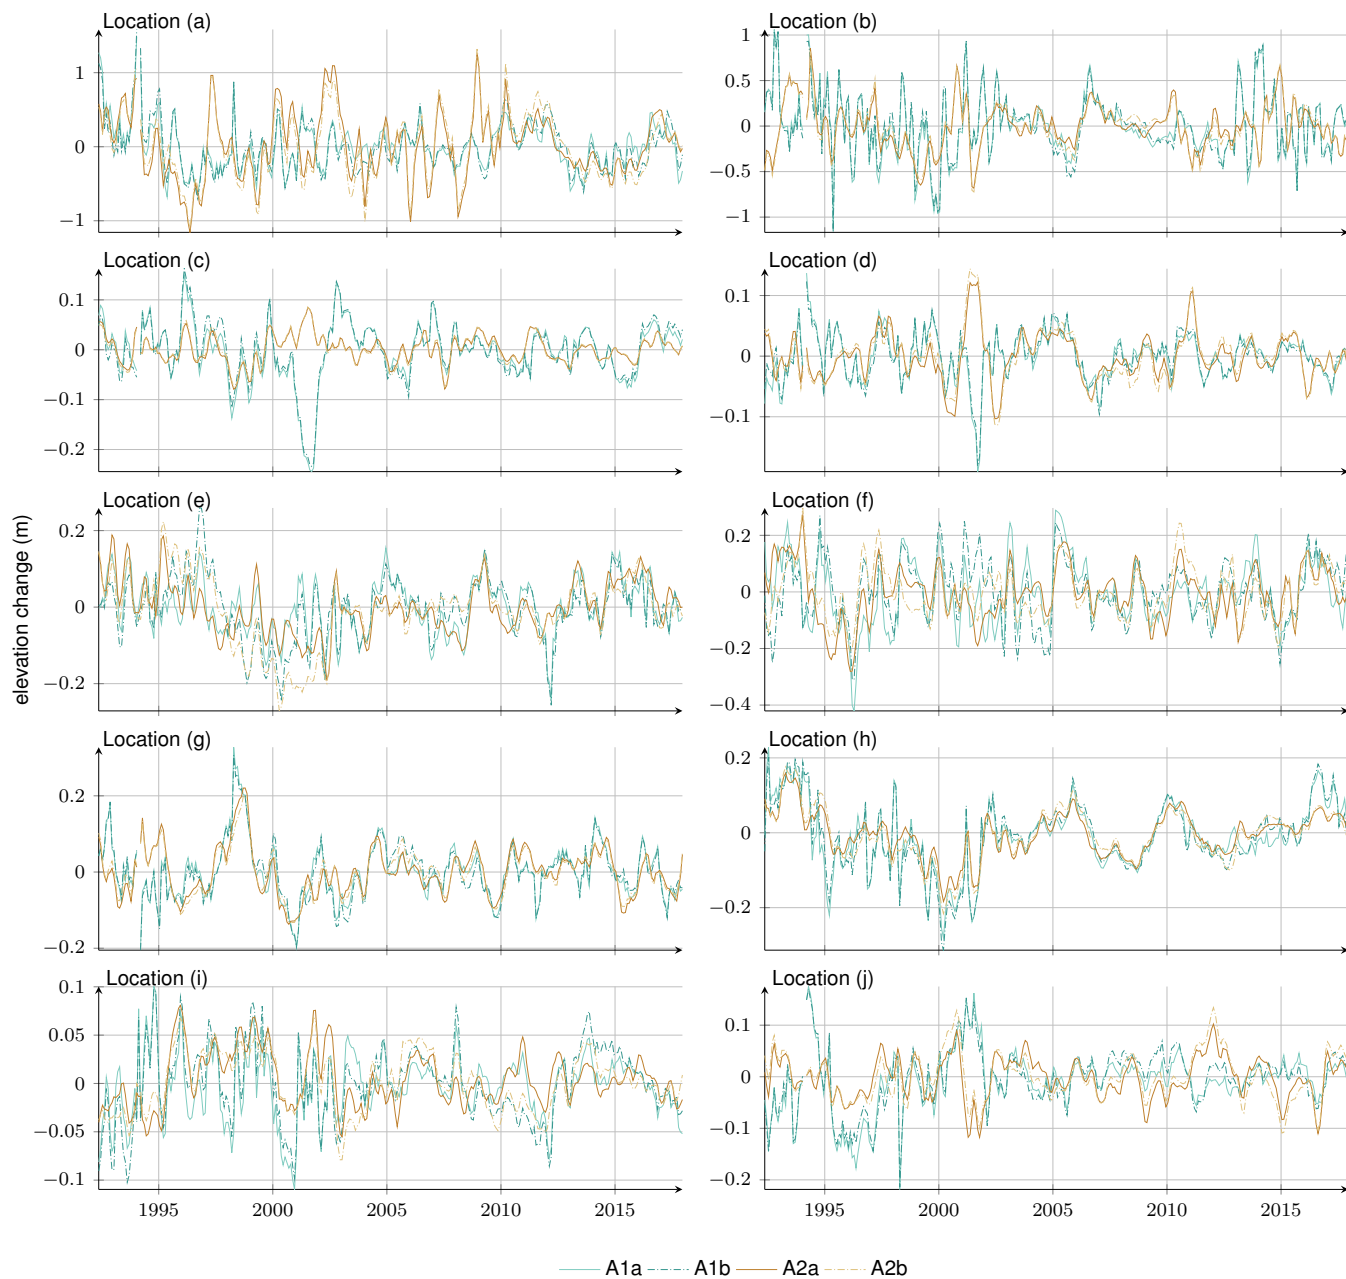 Location (a)
1
0
−1
Location (b)
1
0.5
0
−0.5
−1
Location (c)
0.1
0
−0.1
−0.2
Location (d)
0.1
0
−0.1
elevation change (m)
Location (e)
0.2
0
−0.2
Location (f)
0.2
0
−0.2
−0.4
Location (g)
0.2
0
−0.2
Location (h)
0.2
0
−0.2
Location (i)
0.1
0.05
0
−0.05
−0.1
1995 2000 2005 2010 2015
Location (j)
0.1
0
−0.1
−0.2
1995 2000 2005 2010 2015
A1a A1b A2a A2b